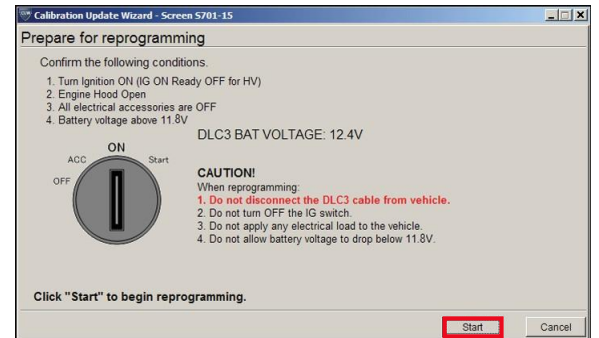 Calibration Update Wizard - Screen S701-15
Prepare for reprogramming
Confirm the following conditions.
1. Turn Ignition ON (IG ON Ready OFF for HV)
2. Engine Hood Open
3. All electrical accessories are OFF
4. Battery voltage above 11.8V
DLC3 BAT VOLTAGE: 12.4V
ON
ACC
Start
OFF
CAUTION!
When reprogramming:
1. Do not disconnect the DLC3 cable from vehicle.
2. Do not turn OFF the IG switch.
3. Do not apply any electrical load to the vehicle.
4. Do not allow battery voltage to drop below 11.8V.
Click "Start" to begin reprogramming.
Start
Cancel